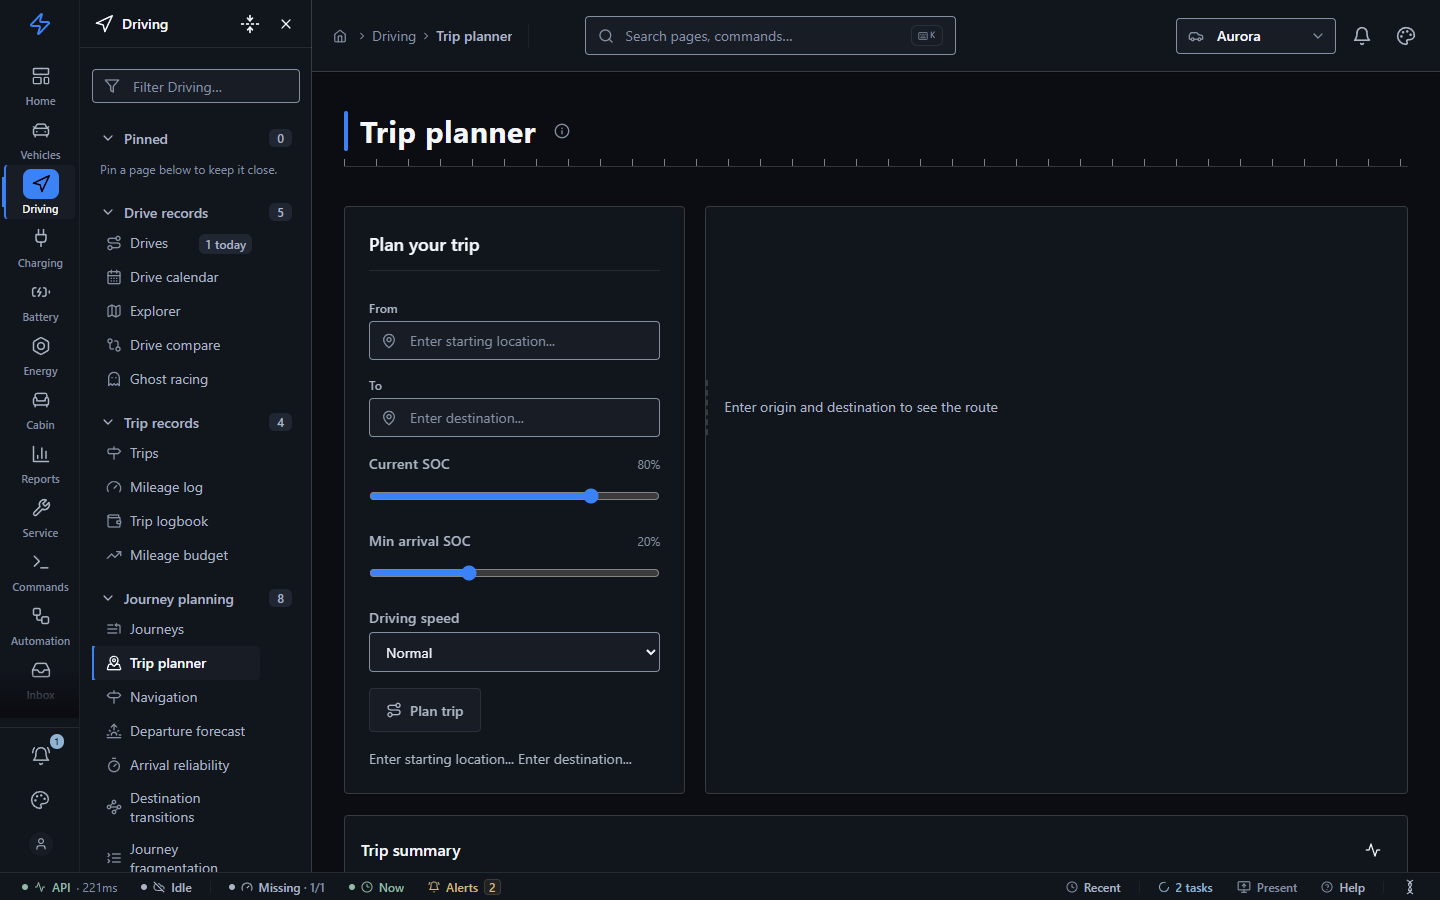 Driving
Driving
Trip planner
Search pages, commands...
K
Aurora
Home
Vehicles
Driving
Charging
Battery
Energy
Cabin
Reports
Service
Commands
Automation
Inbox
1
Filter Driving...
Pinned
0
Pin a page below to keep it close.
Drive records
5
Drives
1 today
Drive calendar
Explorer
Drive compare
Ghost racing
Trip records
4
Trips
Mileage log
Trip logbook
Mileage budget
Journey planning
8
Journeys
Trip planner
Navigation
Departure forecast
Arrival reliability
Destination
transitions
Journey
fragmentation
Trip planner
Plan your trip
From
Enter starting location...
To
Enter destination...
Current SOC
80%
Min arrival SOC
20%
Driving speed
Normal
Plan trip
Enter starting location... Enter destination...
Enter origin and destination to see the route
Trip summary
API · 221ms
Idle
Missing · 1/1
Now
Alerts 2
Recent
2 tasks
Present
Help